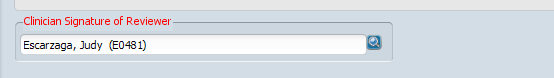 Clinician Signature of Reviewer
Escarzaga, Judy (E0481)